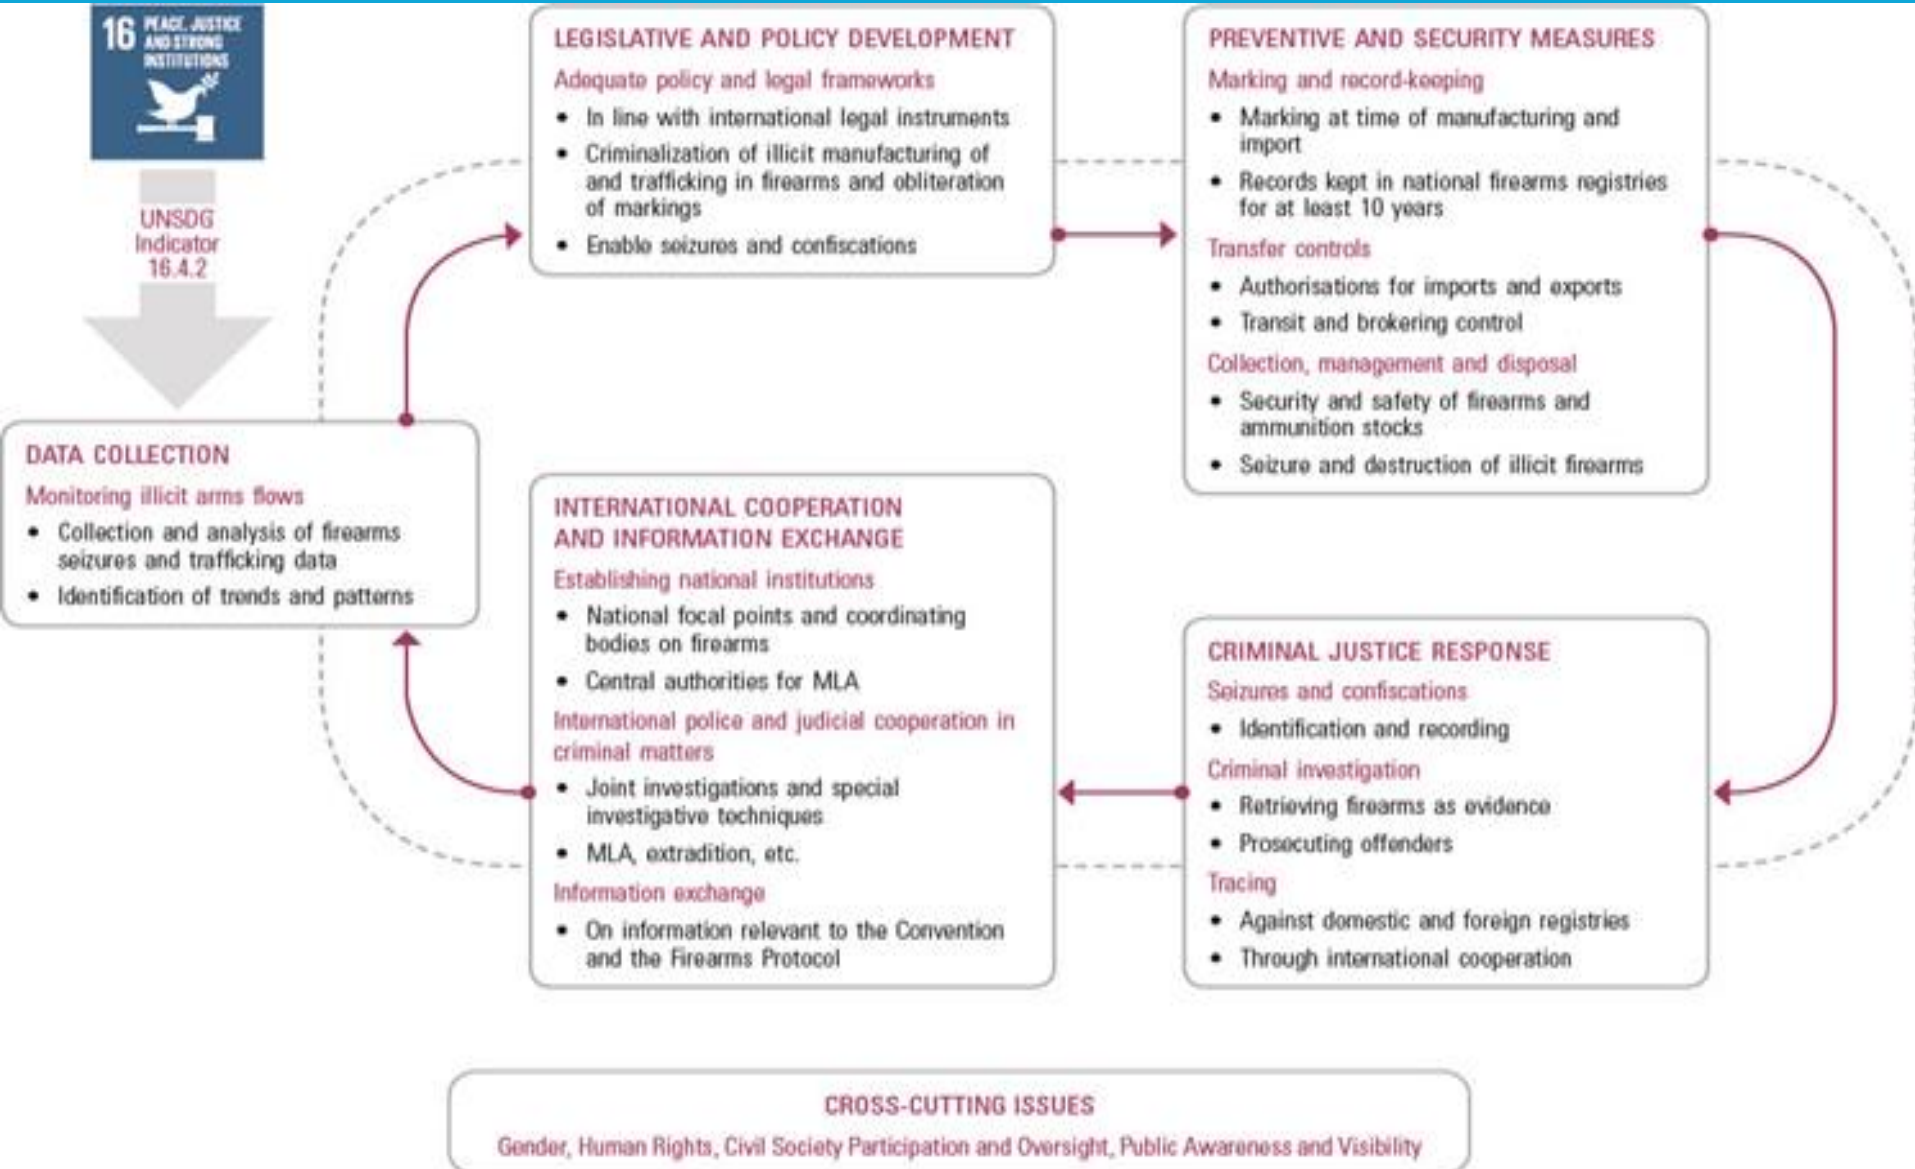 16 PEACE, JUSTICE
AND STRONG
INSTITUTIONS
UNSDG
Indicator
16.4.2
DATA COLLECTION
Monitoring illicit arms flows
• Collection and analysis of firearms
seizures and trafficking data
• Identification of trends and patterns
LEGISLATIVE AND POLICY DEVELOPMENT
Adequate policy and legal frameworks
• In line with international legal instruments
• Criminalization of illicit manufacturing of
and trafficking in firearms and obliteration
of markings
• Enable seizures and confiscations
PREVENTIVE AND SECURITY MEASURES
Marking and record-keeping
• Marking at time of manufacturing and
import
• Records kept in national firearms registries
for at least 10 years
Transfer controls
• Authorisations for imports and exports
• Transit and brokering control
Collection, management and disposal
• Security and safety of firearms and
ammunition stocks
• Seizure and destruction of illicit firearms
CRIMINAL JUSTICE RESPONSE
Seizures and confiscations
• Identification and recording
Criminal investigation
• Retrieving firearms as evidence
• Prosecuting offenders
Tracing
• Against domestic and foreign registries
• Through international cooperation
INTERNATIONAL COOPERATION
AND INFORMATION EXCHANGE
Establishing national institutions
• National focal points and coordinating
bodies on firearms
• Central authorities for MLA
International police and judicial cooperation in
criminal matters
• Joint investigations and special
investigative techniques
• MLA, extradition, etc.
Information exchange
• On information relevant to the Convention
and the Firearms Protocol
CROSS-CUTTING ISSUES
Gender, Human Rights, Civil Society Participation and Oversight, Public Awareness and Visibility